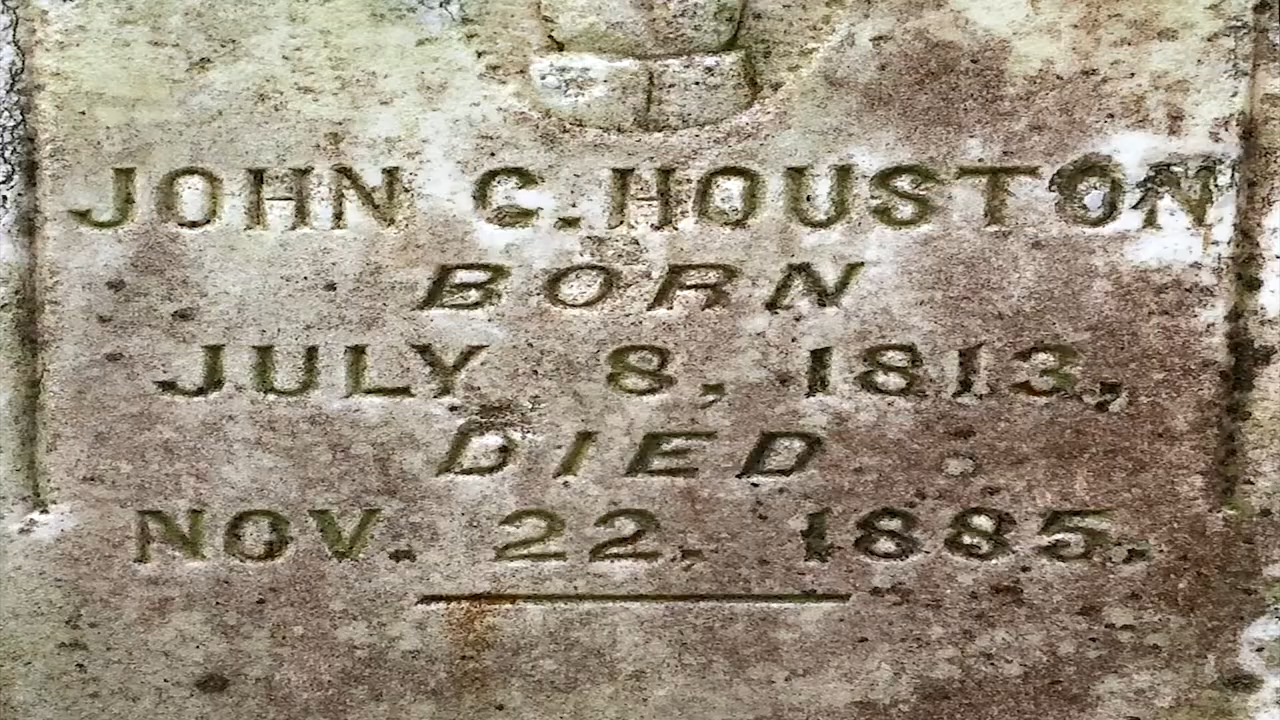 JOHN C. HOUSTON
BORN
JULY 8, 1813,
DIED
NOV. 22, 1885.